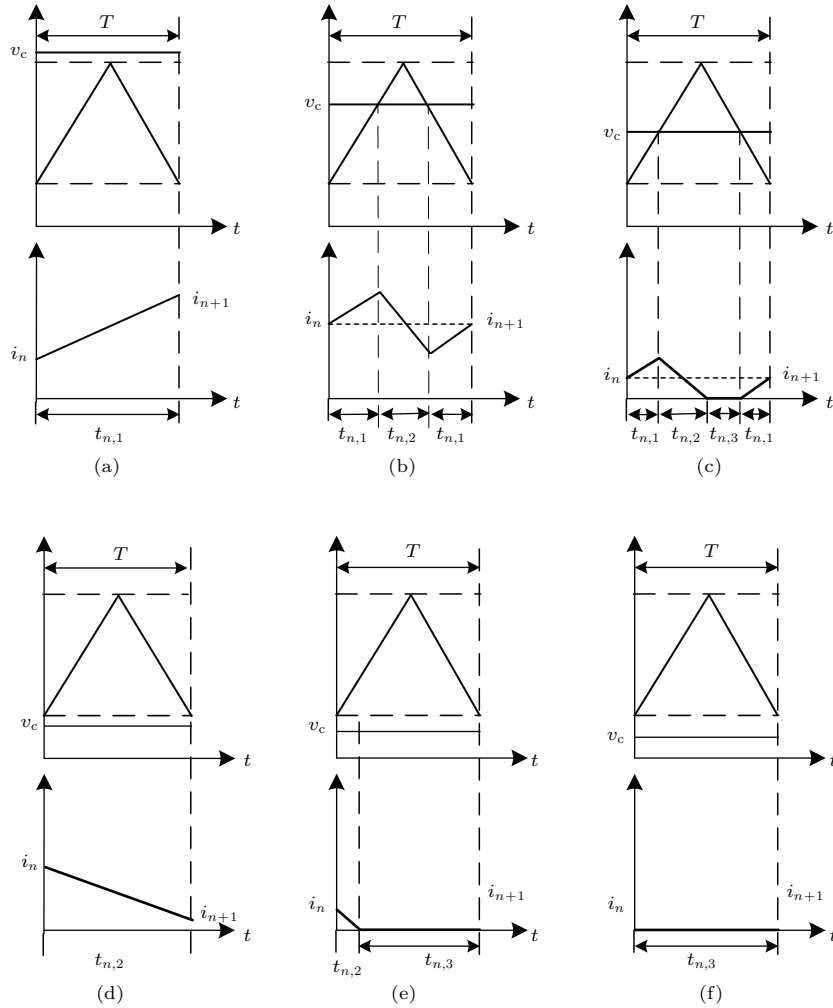 T T T
v_c
v_c
v_c
t t t
i_{n+1}
i_n i_{n+1}
i_n
i_n i_{n+1}
t t t
t_{n,1} t_{n,1} t_{n,2} t_{n,1} t_{n,1} t_{n,2} t_{n,3} t_{n,1}
(a) (b) (c)
T T T
v_c v_c v_c
t t t
i_n
i_{n+1} i_n i_{n+1} i_n i_{n+1}
t t t
t_{n,2} t_{n,2} t_{n,3} t_{n,3}
(d) (e) (f)